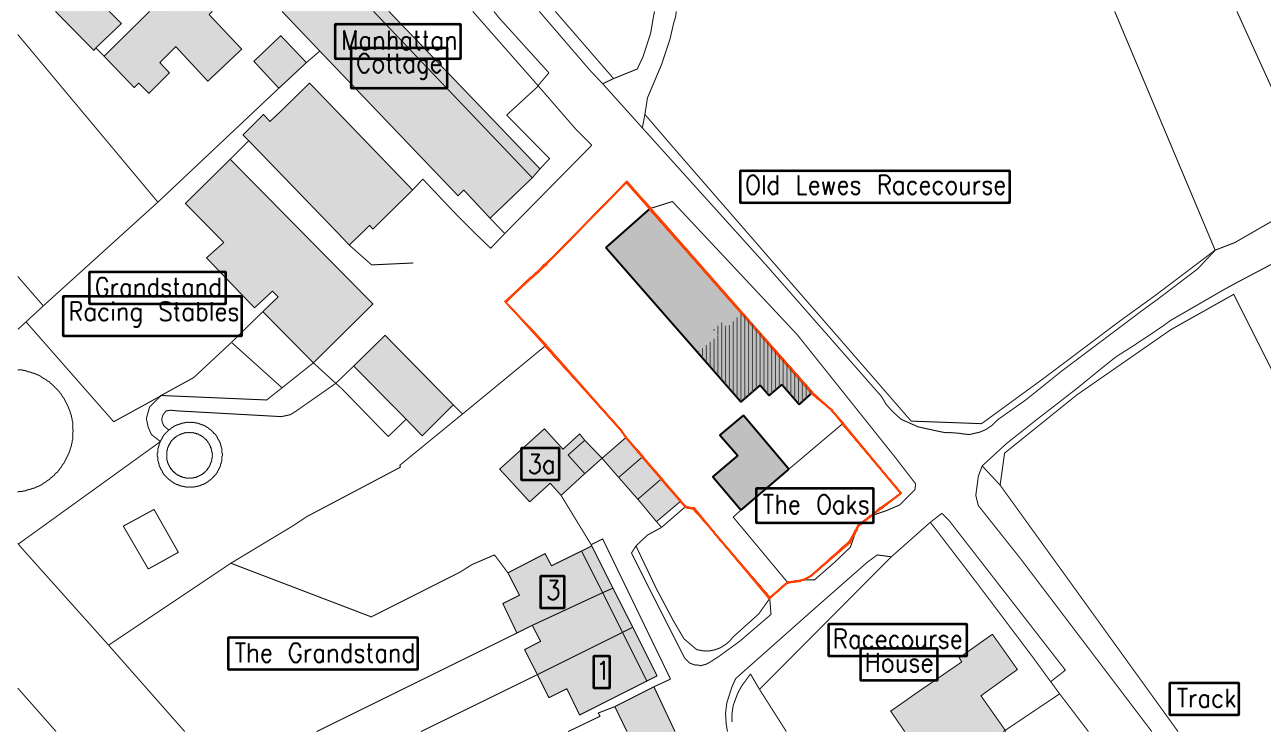 Manhattan
Cottage
Old Lewes Racecourse
Grandstand
Racing Stables
3a
The Oaks
3
The Grandstand
1
Racecourse
House
Track